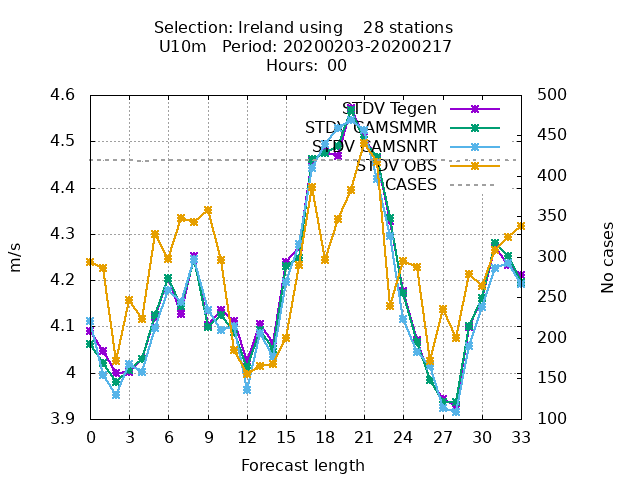 Selection: Ireland using    28 stations
U10m   Period: 20200203-20200217
Hours:  00
4.6
4.5
4.4
4.3
4.2
4.1
4
3.9
m/s
STDV Tegen
STDV CAMSMMR
STDV CAMSNRT
STDV OBS
CASES
500
450
400
350
300
250
200
150
100
No cases
0 3 6 9 12 15 18 21 24 27 30 33
Forecast length